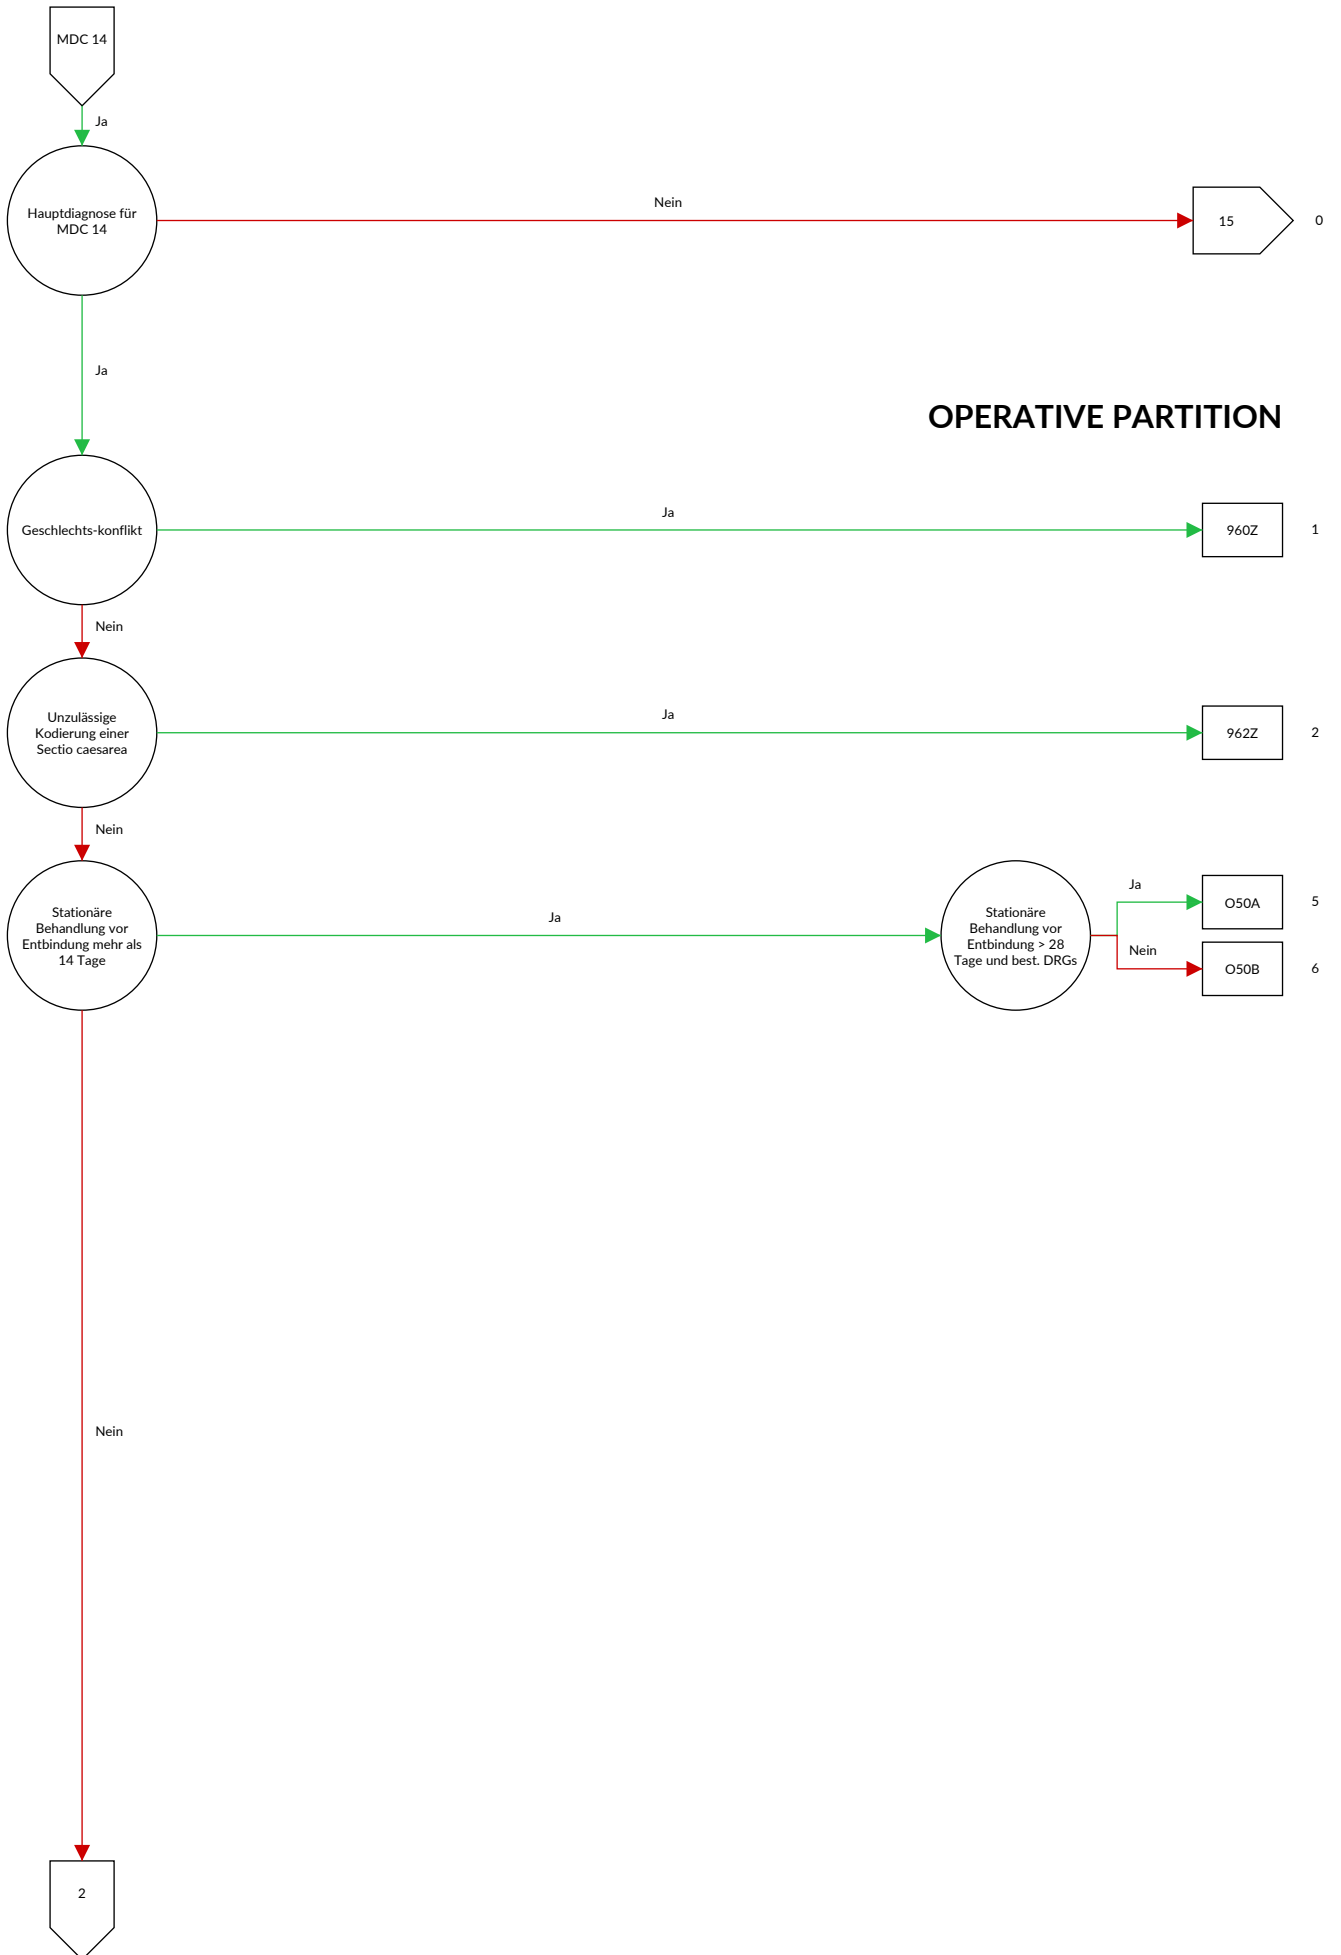 MDC 14
Ja
Hauptdiagnose für
MDC 14
Nein
15
0
Ja
OPERATIVE PARTITION
Geschlechts-konflikt
Ja
960Z
1
Nein
Unzulässige
Kodierung einer
Sectio caesarea
Ja
962Z
2
Nein
Stationäre
Behandlung vor
Entbindung mehr als
14 Tage
Ja
Stationäre
Behandlung vor
Entbindung > 28
Tage und best. DRGs
Ja
O50A
5
Nein
O50B
6
Nein
2